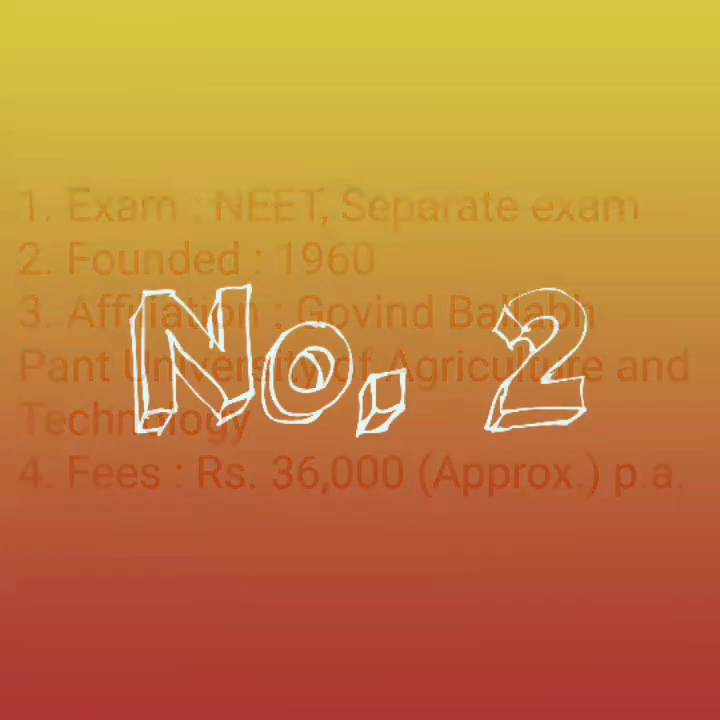 1. Exam : NEET, Separate exam
2. Founded : 1960
3. Affiliation : Govind Ballabh
Pant University of Agriculture and
Technology
4. Fees : Rs. 36,000 (Approx.) p.a.
No, 2